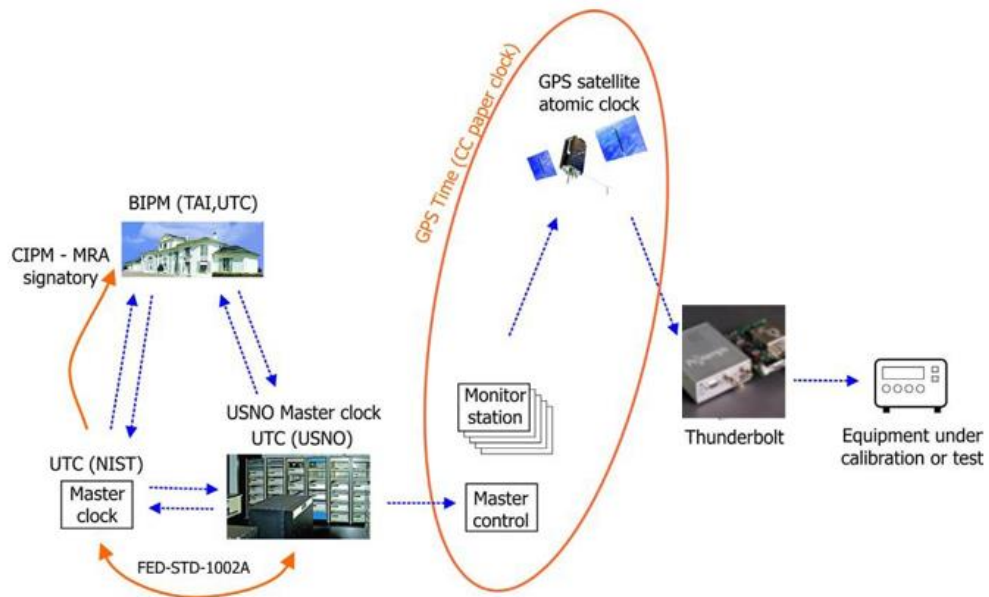 GPS satellite
atomic clock
GPS Time (CC paper clock)
BIPM (TAI,UTC)
CIPM - MRA
signatory
USNO Master clock
UTC (USNO)
UTC (NIST)
Master
clock
Monitor
station
Master
control
Thunderbolt
Equipment under
calibration or test
FED-STD-1002A